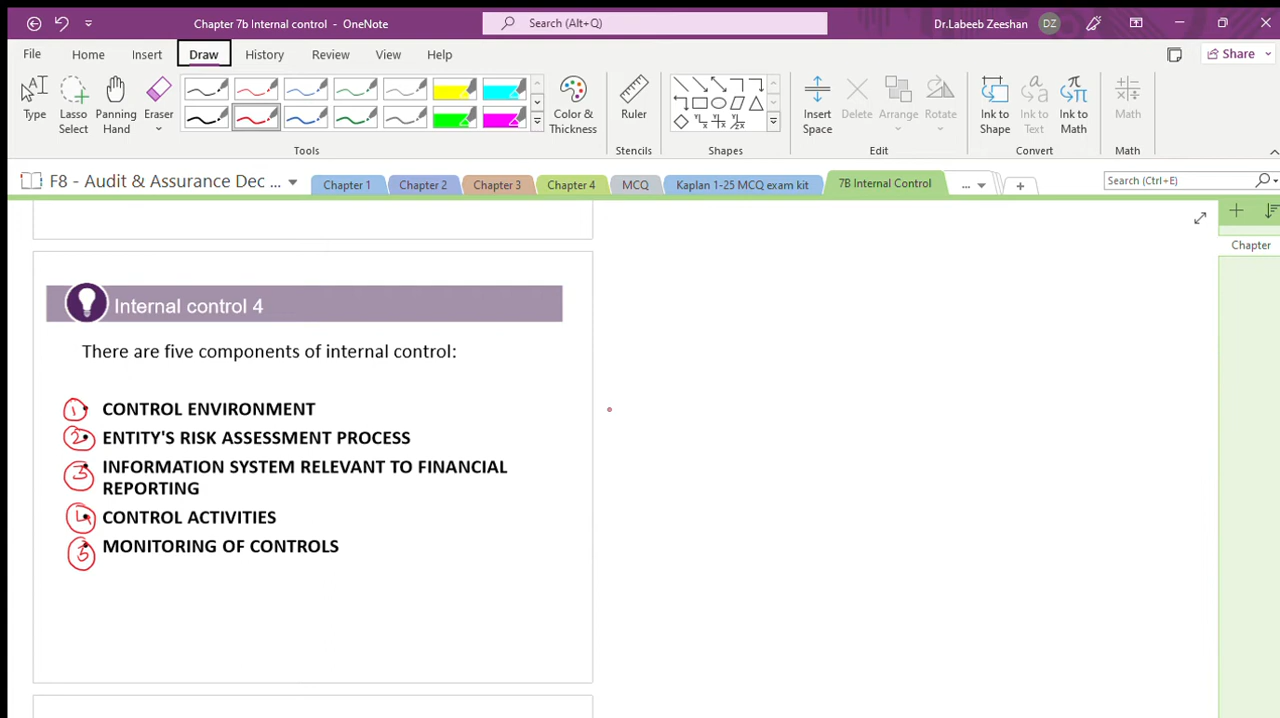 Chapter 7b Internal control - OneNote
Search (Alt+Q)
Dr.Labeeb Zeeshan
DZ
File
Home
Insert
Draw
History
Review
View
Help
Share
Type
Lasso Select
Panning Hand
Eraser
Color & Thickness
Ruler
Insert Space
Delete
Arrange
Rotate
Ink to Shape
Ink to Text
Ink to Math
Math
Tools
Stencils
Shapes
Edit
Convert
Math
F8 - Audit & Assurance Dec ...
Chapter 1
Chapter 2
Chapter 3
Chapter 4
MCQ
Kaplan 1-25 MCQ exam kit
7B Internal Control
...
Search (Ctrl+E)
Chapter
Internal control 4
There are five components of internal control:
1 CONTROL ENVIRONMENT
2 ENTITY'S RISK ASSESSMENT PROCESS
3 INFORMATION SYSTEM RELEVANT TO FINANCIAL
REPORTING
4 CONTROL ACTIVITIES
5 MONITORING OF CONTROLS